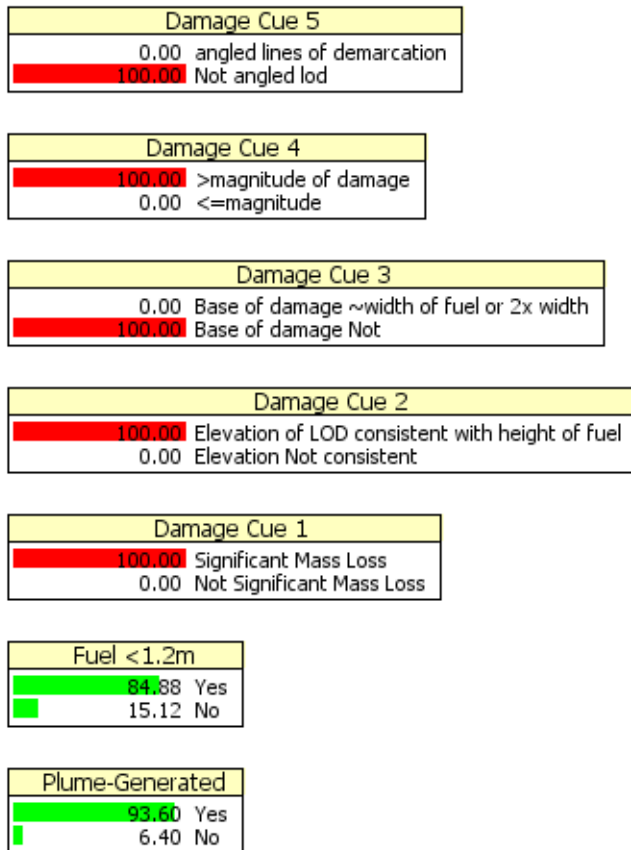 Damage Cue 5
0.00 angled lines of demarcation
100.00 Not angled lod
Damage Cue 4
100.00 >magnitude of damage
0.00 <=magnitude
Damage Cue 3
0.00 Base of damage ~width of fuel or 2x width
100.00 Base of damage Not
Damage Cue 2
100.00 Elevation of LOD consistent with height of fuel
0.00 Elevation Not consistent
Damage Cue 1
100.00 Significant Mass Loss
0.00 Not Significant Mass Loss
Fuel <1.2m
84.88 Yes
15.12 No
Plume-Generated
93.60 Yes
6.40 No